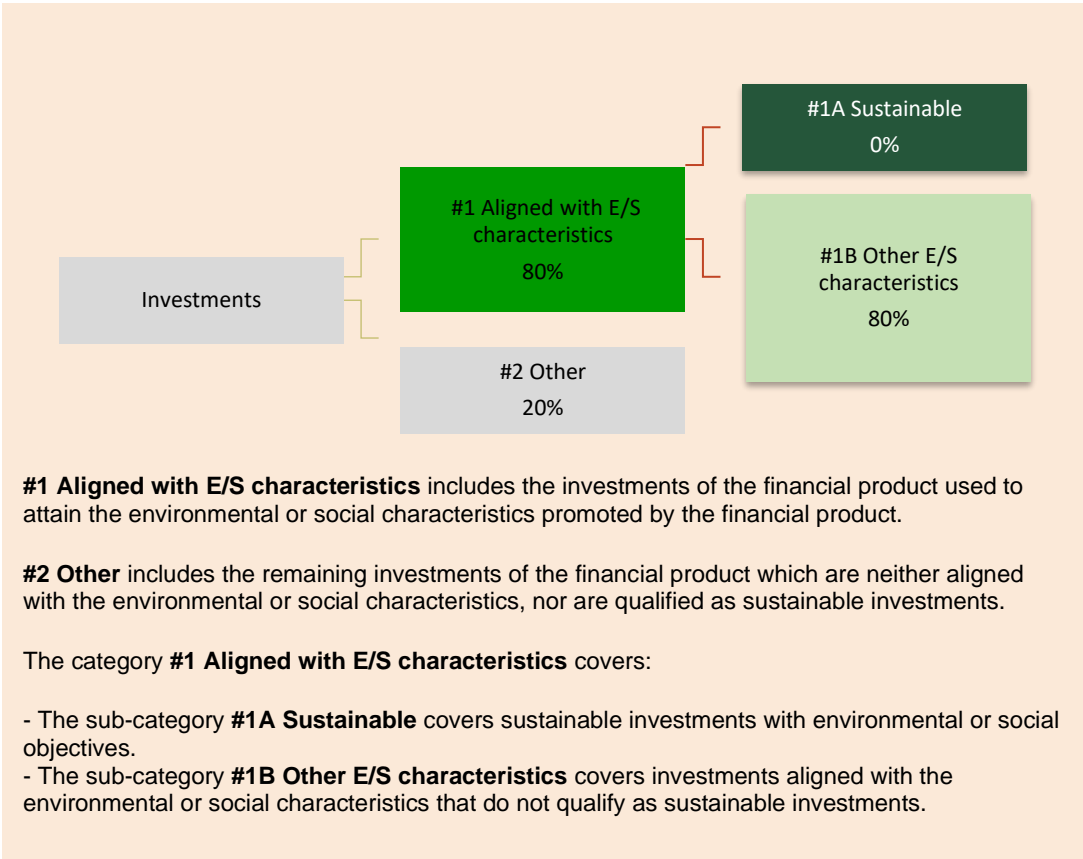 #1A Sustainable
0%
#1 Aligned with E/S
characteristics
80%
#1B Other E/S
characteristics
80%
Investments
#2 Other
20%
#1 Aligned with E/S characteristics includes the investments of the financial product used to
attain the environmental or social characteristics promoted by the financial product.
#2 Other includes the remaining investments of the financial product which are neither aligned
with the environmental or social characteristics, nor are qualified as sustainable investments.
The category #1 Aligned with E/S characteristics covers:
- The sub-category #1A Sustainable covers sustainable investments with environmental or social
objectives.
- The sub-category #1B Other E/S characteristics covers investments aligned with the
environmental or social characteristics that do not qualify as sustainable investments.